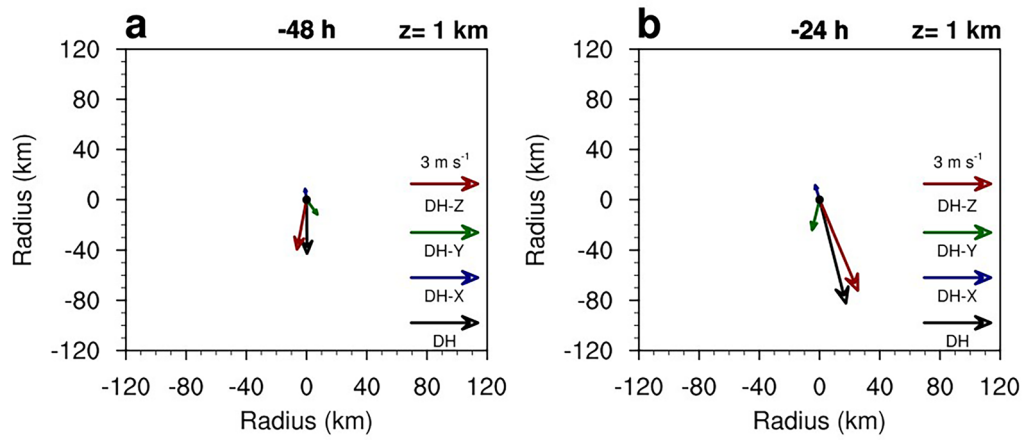 a -48 h z= 1 km
120
80
40
0
-40
-80
-120
-120 -80 -40 0 40 80 120
Radius (km)
Radius (km)
3 m s⁻¹
DH-Z
DH-Y
DH-X
DH
b -24 h z= 1 km
120
80
40
0
-40
-80
-120
-120 -80 -40 0 40 80 120
Radius (km)
Radius (km)
3 m s⁻¹
DH-Z
DH-Y
DH-X
DH